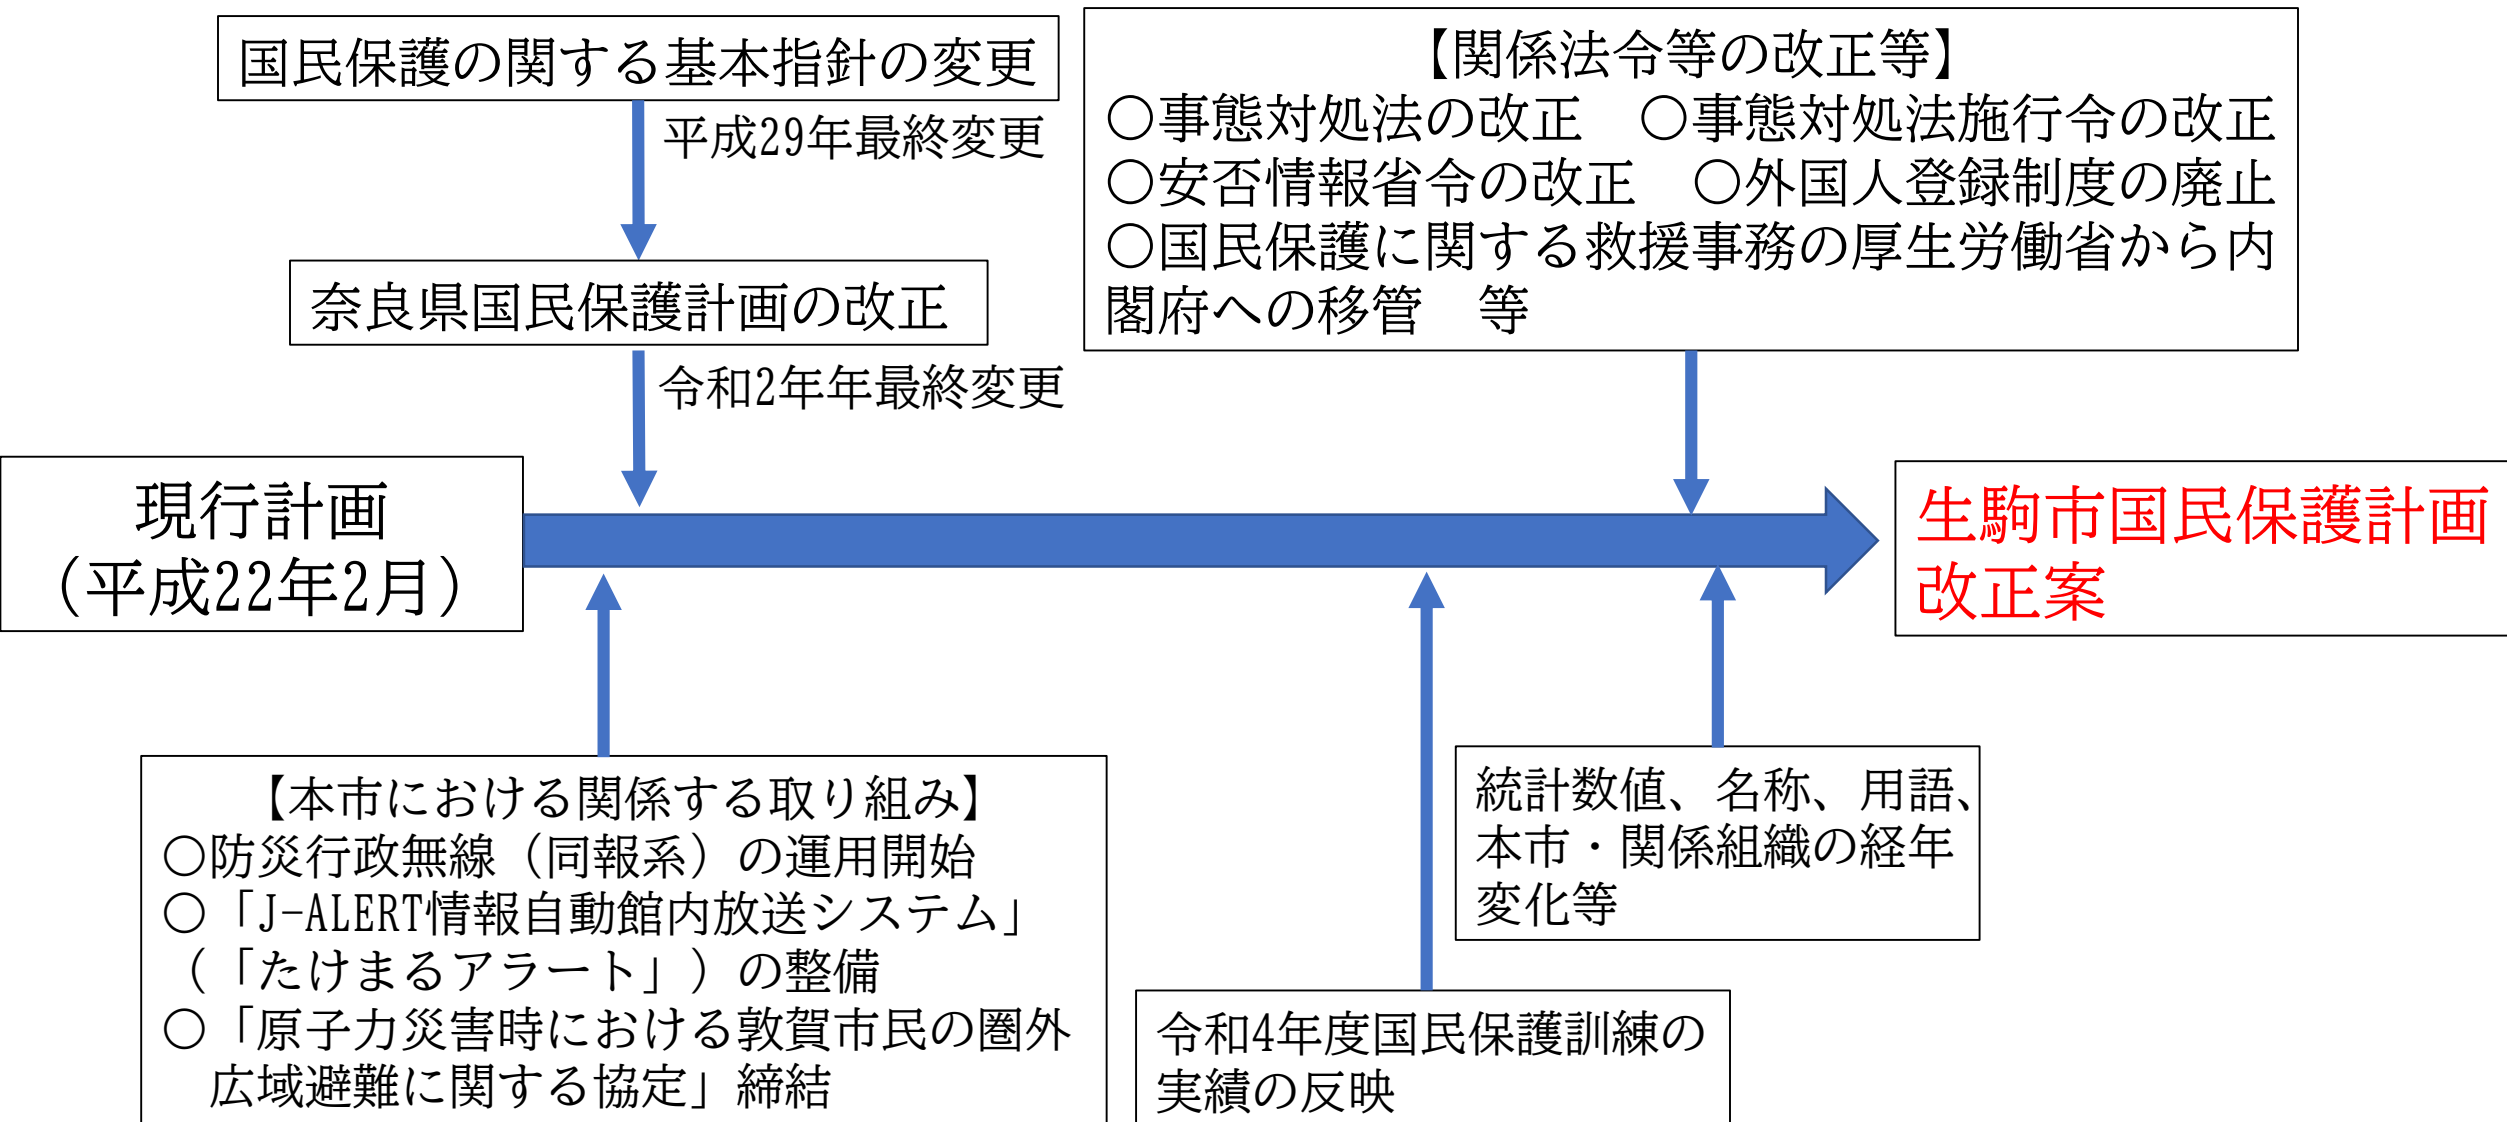 国民保護の関する基本指計の変更
平成29年最終変更
奈良県国民保護計画の改正
令和2年年最終変更
【関係法令等の改正等】
〇事態対処法の改正　〇事態対処法施行令の改正
〇安否情報省令の改正　〇外国人登録制度の廃止
〇国民保護に関する救援事務の厚生労働省から内
閣府への移管　等
現行計画
（平成22年2月）
生駒市国民保護計画
改正案
【本市における関係する取り組み】
〇防災行政無線（同報系）の運用開始
〇「J-ALERT情報自動館内放送システム」
（「たけまるアラート」）の整備
〇「原子力災害時における敦賀市民の圏外
広域避難に関する協定」締結
統計数値、名称、用語、
本市・関係組織の経年
変化等
令和4年度国民保護訓練の
実績の反映